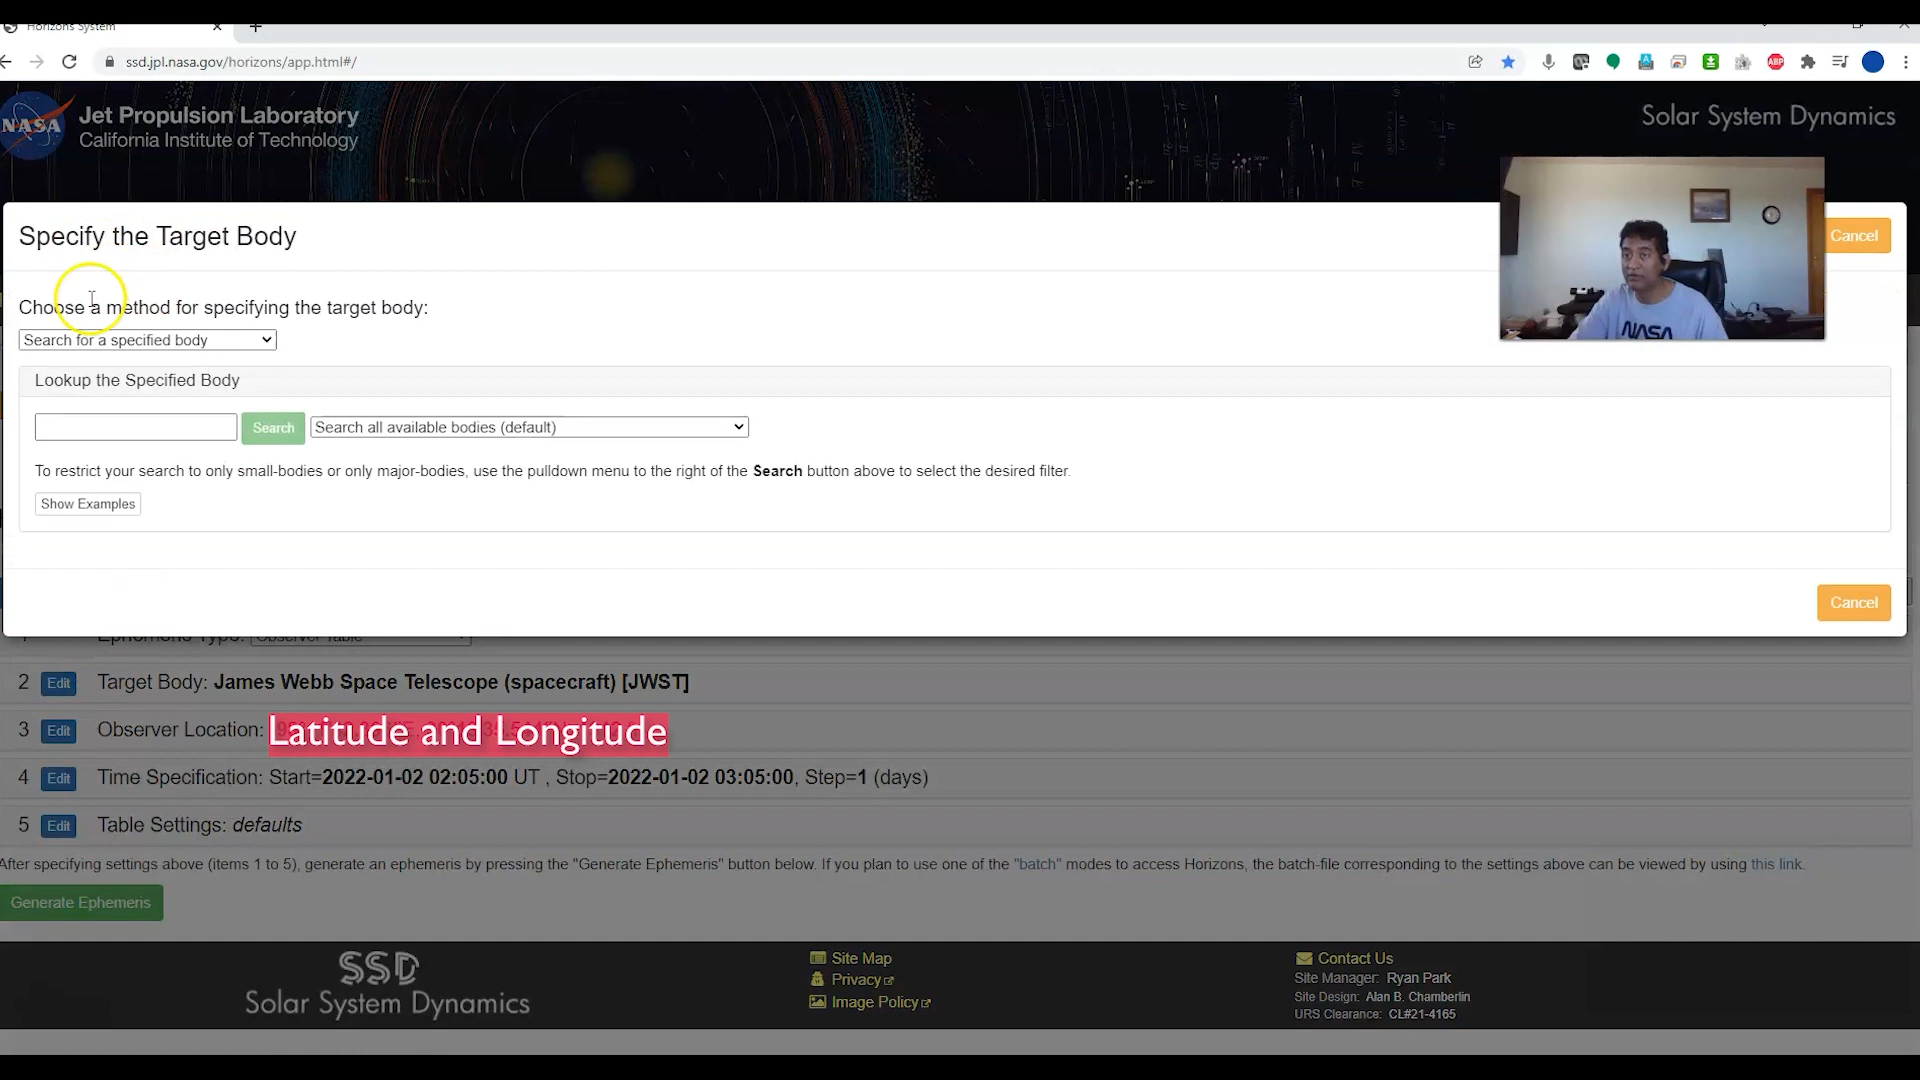 Horizons System
ssd.jpl.nasa.gov/horizons/app.html#/
ABP
NASA
Jet Propulsion Laboratory
California Institute of Technology
Solar System Dynamics
Specify the Target Body
Cancel
Choose a method for specifying the target body:
Search for a specified body
NASA
Lookup the Specified Body
Search
Search all available bodies (default)
To restrict your search to only small-bodies or only major-bodies, use the pulldown menu to the right of the Search button above to select the desired filter.
Show Examples
Cancel
1 Ephemeris Type: Observer Table
2 Edit Target Body: James Webb Space Telescope (spacecraft) [JWST]
3 Edit Observer Location: Latitude and Longitude
4 Edit Time Specification: Start=2022-01-02 02:05:00 UT , Stop=2022-01-02 03:05:00, Step=1 (days)
5 Edit Table Settings: defaults
After specifying settings above (items 1 to 5), generate an ephemeris by pressing the "Generate Ephemeris" button below. If you plan to use one of the "batch" modes to access Horizons, the batch-file corresponding to the settings above can be viewed by using this link.
Generate Ephemeris
SSD
Solar System Dynamics
Site Map
Privacy
Image Policy
Contact Us
Site Manager: Ryan Park
Site Design: Alan B. Chamberlin
URS Clearance: CL#21-4165